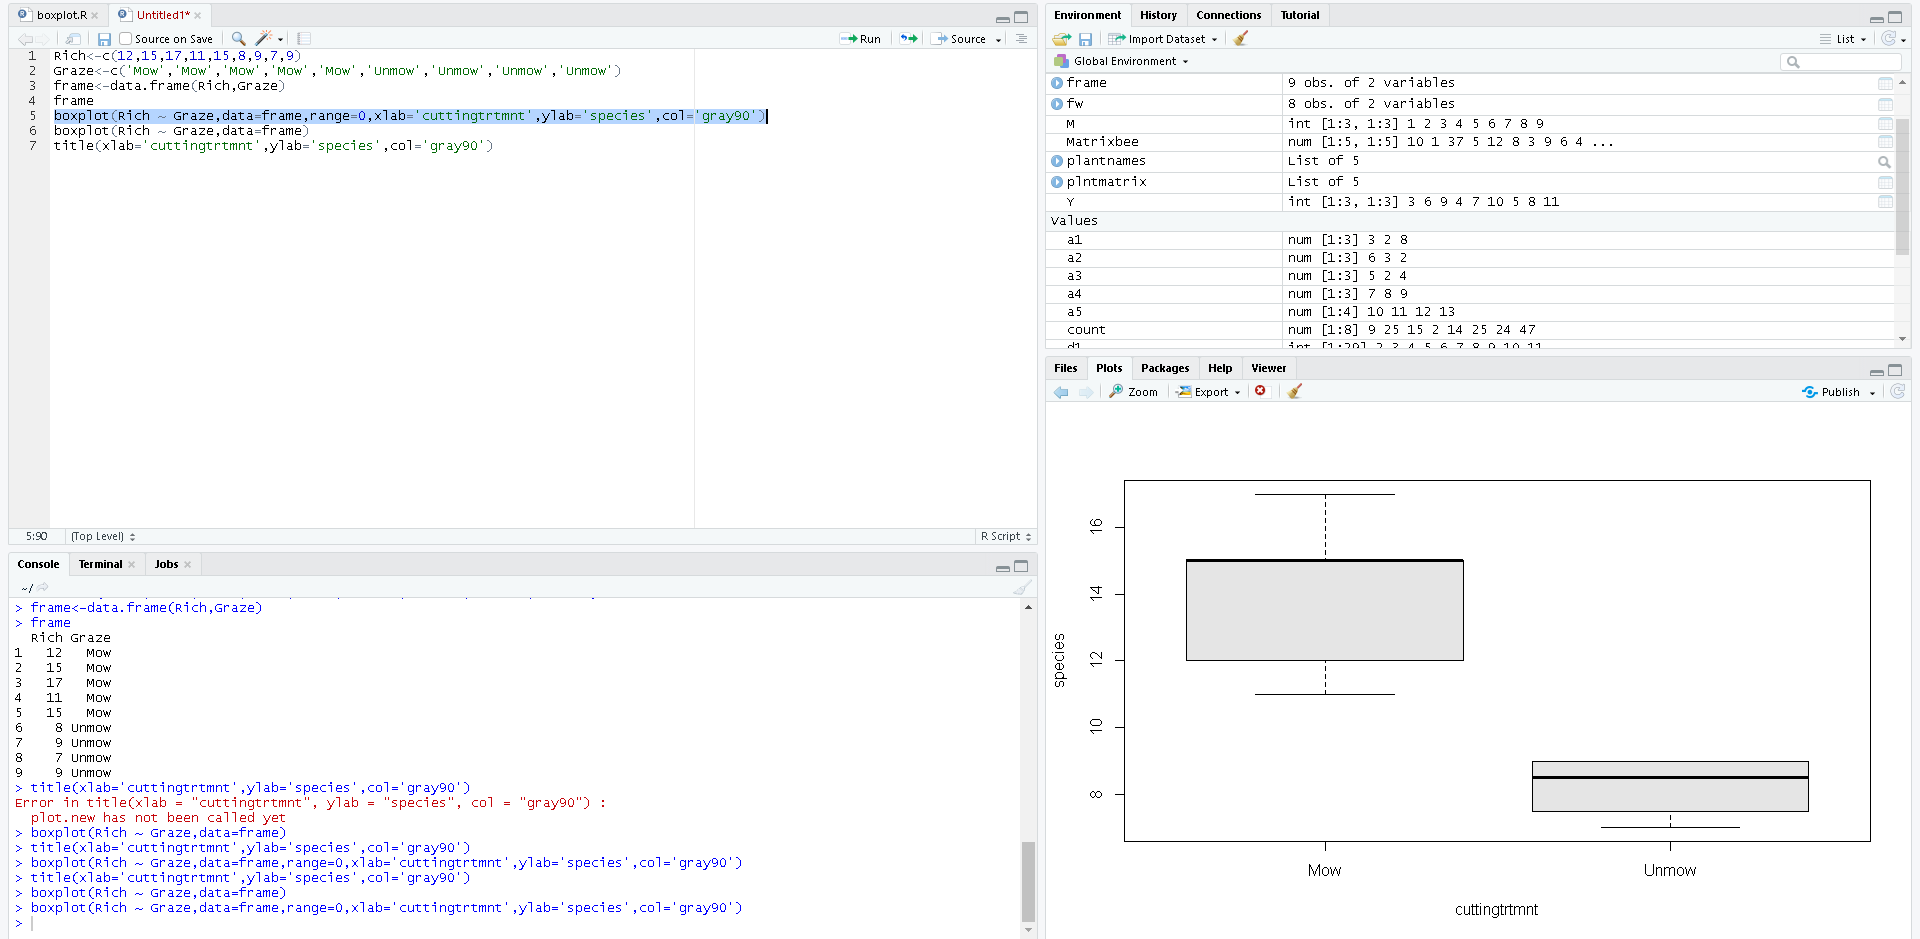 boxplot.R
Untitled1*
Source on Save
Run
Source
1 Rich<-c(12,15,17,11,15,8,9,7,9)
2 Graze<-c('Mow','Mow','Mow','Mow','Mow','Unmow','Unmow','Unmow','Unmow')
3 frame<-data.frame(Rich,Graze)
4 frame
5 boxplot(Rich ~ Graze,data=frame,range=0,xlab='cuttingtrtmnt',ylab='species',col='gray90')
6 boxplot(Rich ~ Graze,data=frame)
7 title(xlab='cuttingtrtmnt',ylab='species',col='gray90')
5:90 (Top Level) R Script
Console Terminal Jobs
~/
> frame<-data.frame(Rich,Graze)
> frame
Rich Graze
1 12 Mow
2 15 Mow
3 17 Mow
4 11 Mow
5 15 Mow
6 8 Unmow
7 9 Unmow
8 7 Unmow
9 9 Unmow
> title(xlab='cuttingtrtmnt',ylab='species',col='gray90')
Error in title(xlab = "cuttingtrtmnt", ylab = "species", col = "gray90") :
plot.new has not been called yet
> boxplot(Rich ~ Graze,data=frame)
> title(xlab='cuttingtrtmnt',ylab='species',col='gray90')
> boxplot(Rich ~ Graze,data=frame,range=0,xlab='cuttingtrtmnt',ylab='species',col='gray90')
> title(xlab='cuttingtrtmnt',ylab='species',col='gray90')
> boxplot(Rich ~ Graze,data=frame)
> boxplot(Rich ~ Graze,data=frame,range=0,xlab='cuttingtrtmnt',ylab='species',col='gray90')
>
Environment History Connections Tutorial
Import Dataset List
Global Environment
frame 9 obs. of 2 variables
fw 8 obs. of 2 variables
M int [1:3, 1:3] 1 2 3 4 5 6 7 8 9
Matrixbee num [1:5, 1:5] 10 1 37 5 12 8 3 9 6 4 ...
plantnames List of 5
plntmatrix List of 5
Y int [1:3, 1:3] 3 6 9 4 7 10 5 8 11
Values
a1 num [1:3] 3 2 8
a2 num [1:3] 6 3 2
a3 num [1:3] 5 2 4
a4 num [1:3] 7 8 9
a5 num [1:4] 10 11 12 13
count num [1:8] 9 25 15 2 14 25 24 47
d1 int [1:29] 2 3 4 5 6 7 8 9 10 11
Files Plots Packages Help Viewer
Zoom Export Publish
16
14
12
10
8
species
Mow Unmow
cuttingtrtmnt